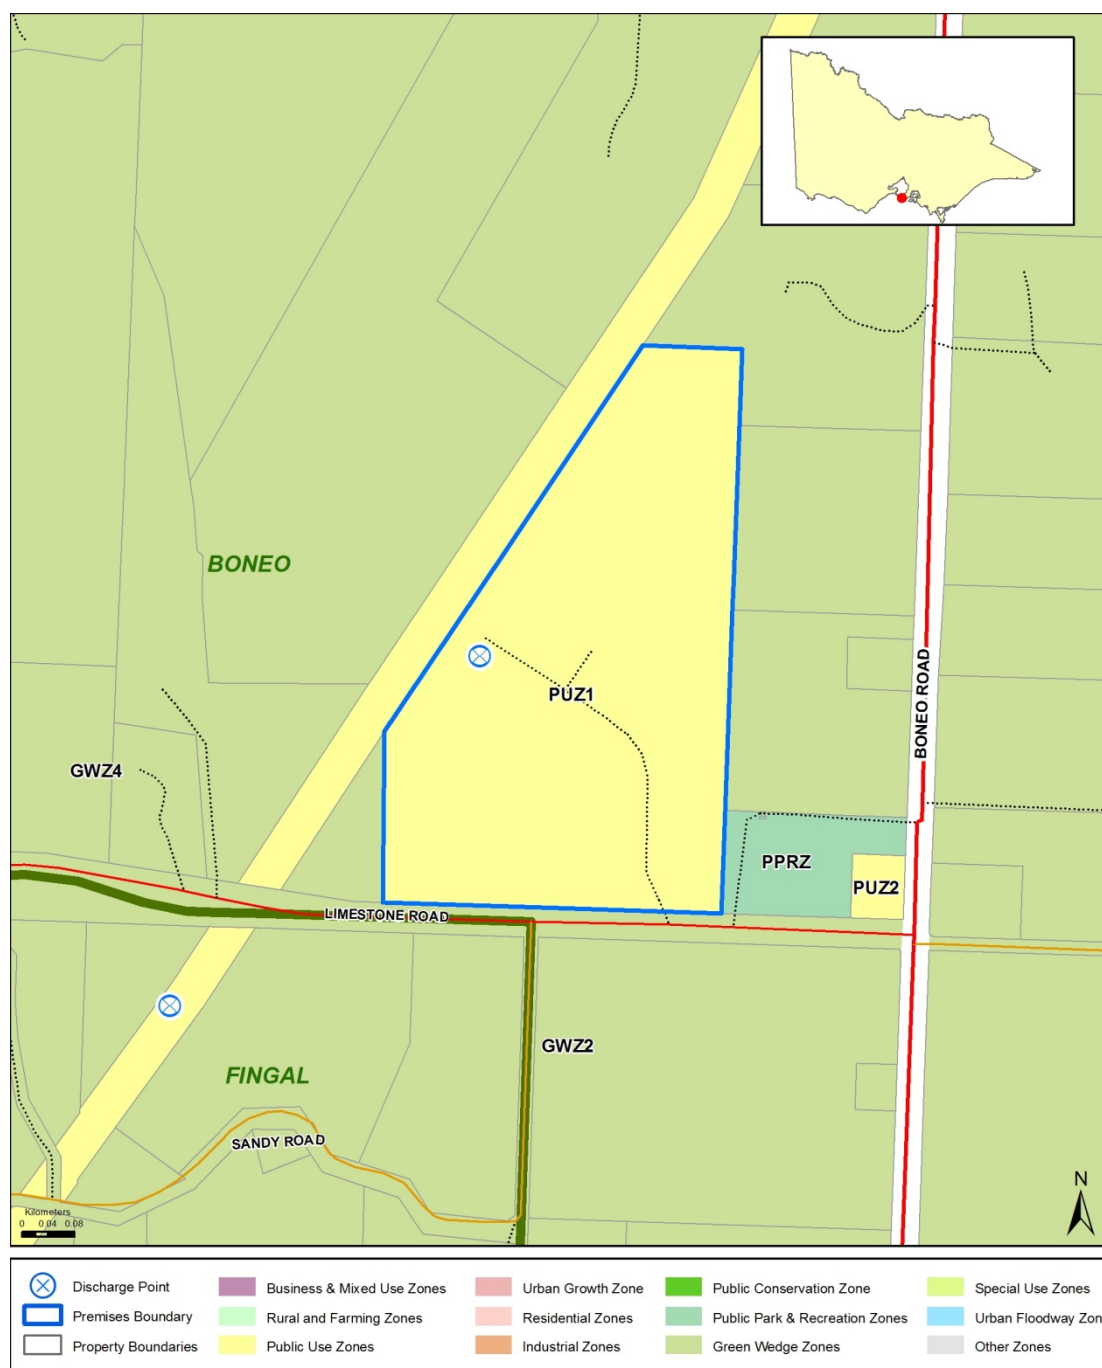 BONEO
PUZ1
BONEO ROAD
GWZ4
PPRZ
PUZ2
LIMESTONE ROAD
GWZ2
FINGAL
SANDY ROAD
N
Kilometers
0 0.04 0.08
Discharge Point
Premises Boundary
Property Boundaries
Business & Mixed Use Zones
Rural and Farming Zones
Public Use Zones
Urban Growth Zone
Residential Zones
Industrial Zones
Public Conservation Zone
Public Park & Recreation Zones
Green Wedge Zones
Special Use Zones
Urban Floodway Zon
Other Zones